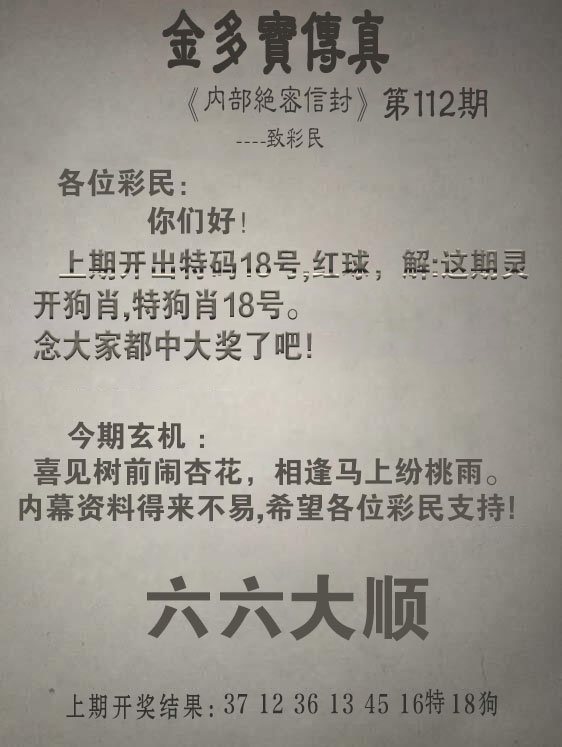 金多寶傳真
《内部絶密信封》第112期
----致彩民
各位彩民：
你们好！
上期开出特码18号,红球，解:这期灵
开狗肖,特狗肖18号。
念大家都中大奖了吧!
今期玄机：
喜见树前闹杏花，相逢马上纷桃雨。
内幕资料得来不易,希望各位彩民支持!
六六大顺
上期开奖结果：37 12 36 13 45 16特18狗